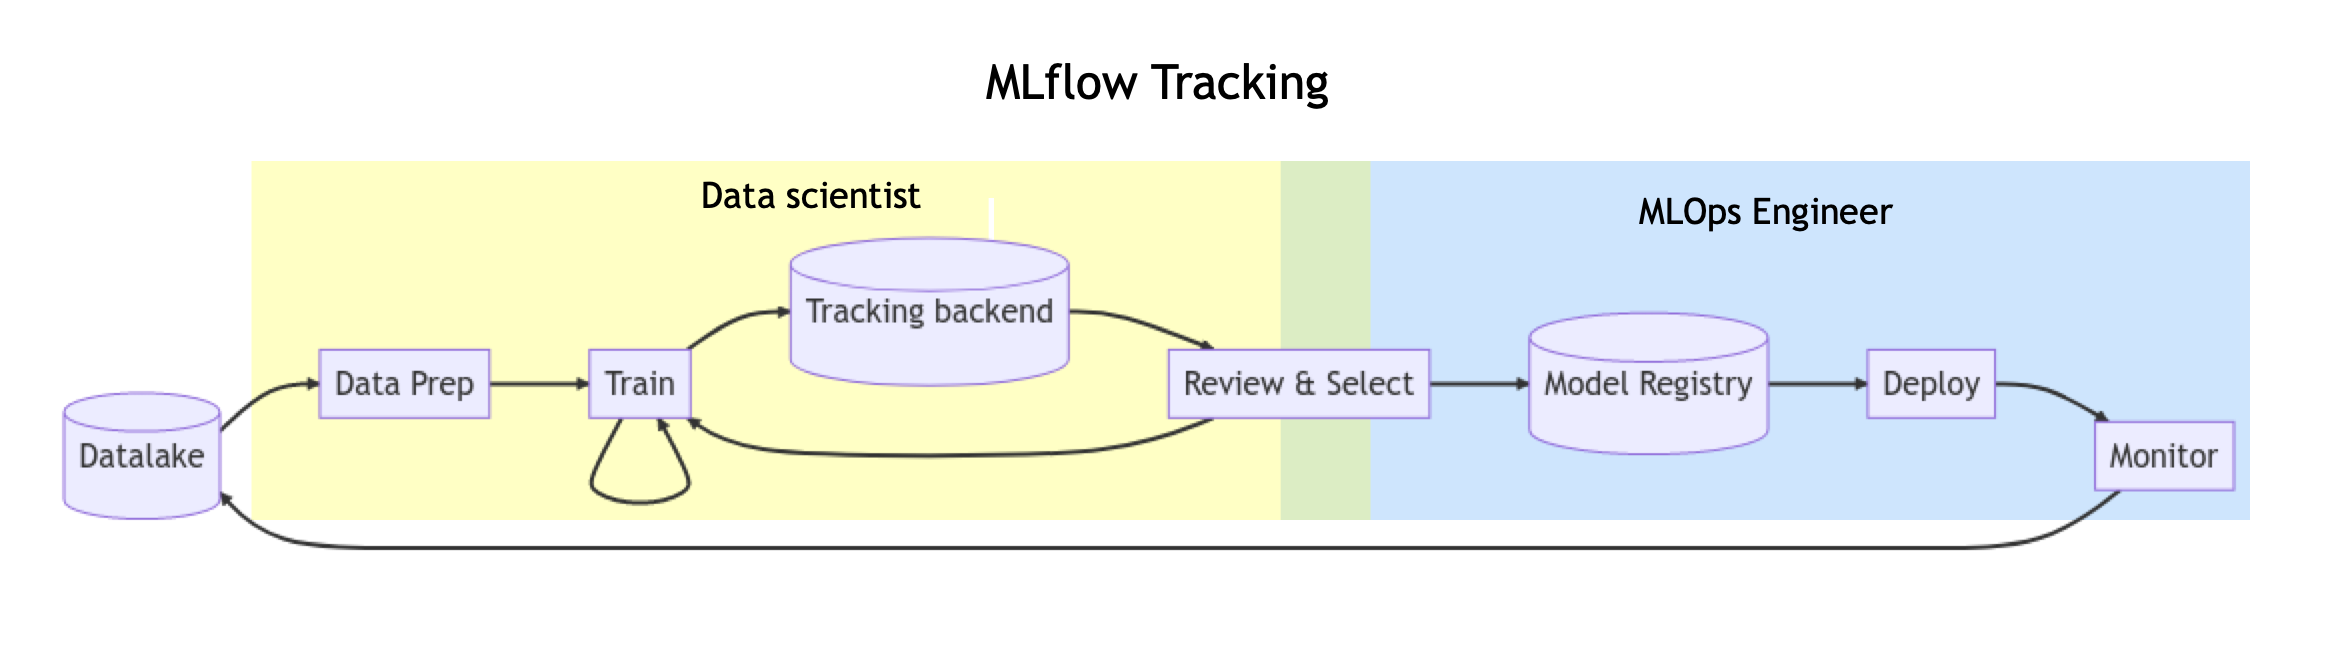 MLflow Tracking
Data scientist
MLOps Engineer
Datalake
Data Prep
Train
Tracking backend
Review & Select
Model Registry
Deploy
Monitor